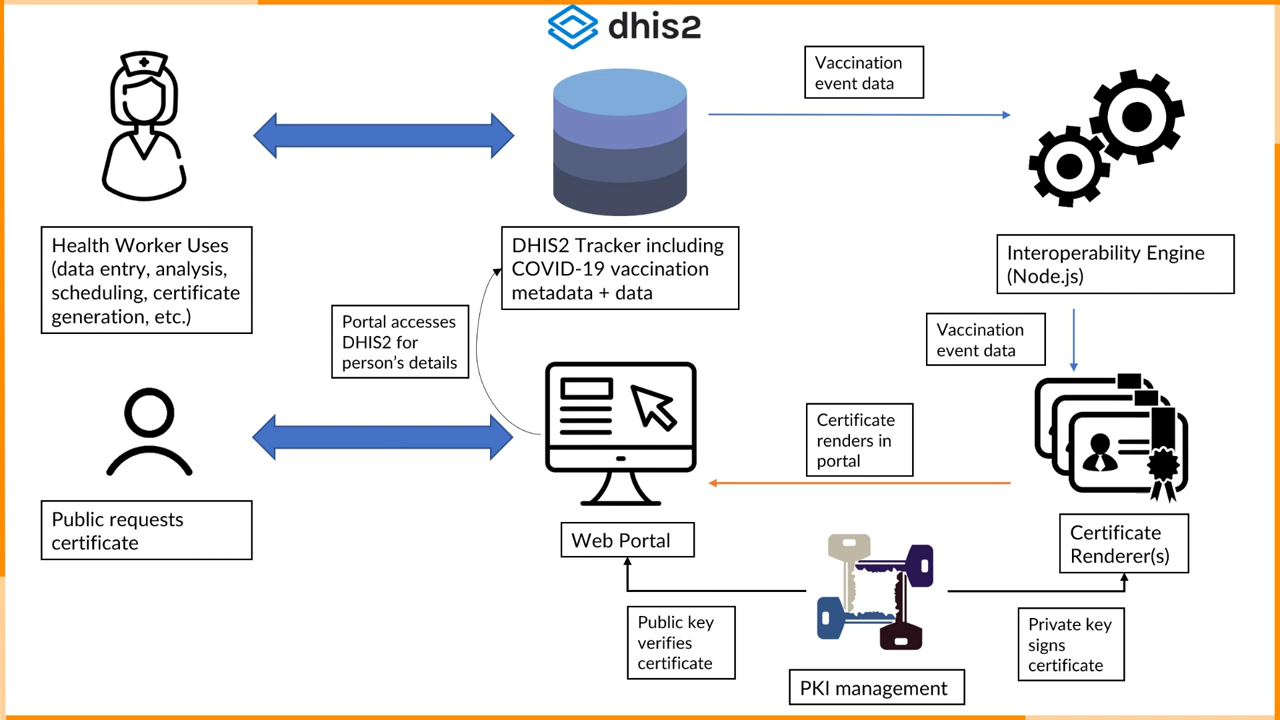 dhis2
Vaccination
event data
Health Worker Uses
(data entry, analysis,
scheduling, certificate
generation, etc.)
DHIS2 Tracker including
COVID-19 vaccination
metadata + data
Interoperability Engine
(Node.js)
Portal accesses
DHIS2 for
person's details
Vaccination
event data
Certificate
renders in
portal
Public requests
certificate
Web Portal
Certificate
Renderer(s)
Public key
verifies
certificate
Private key
signs
certificate
PKI management